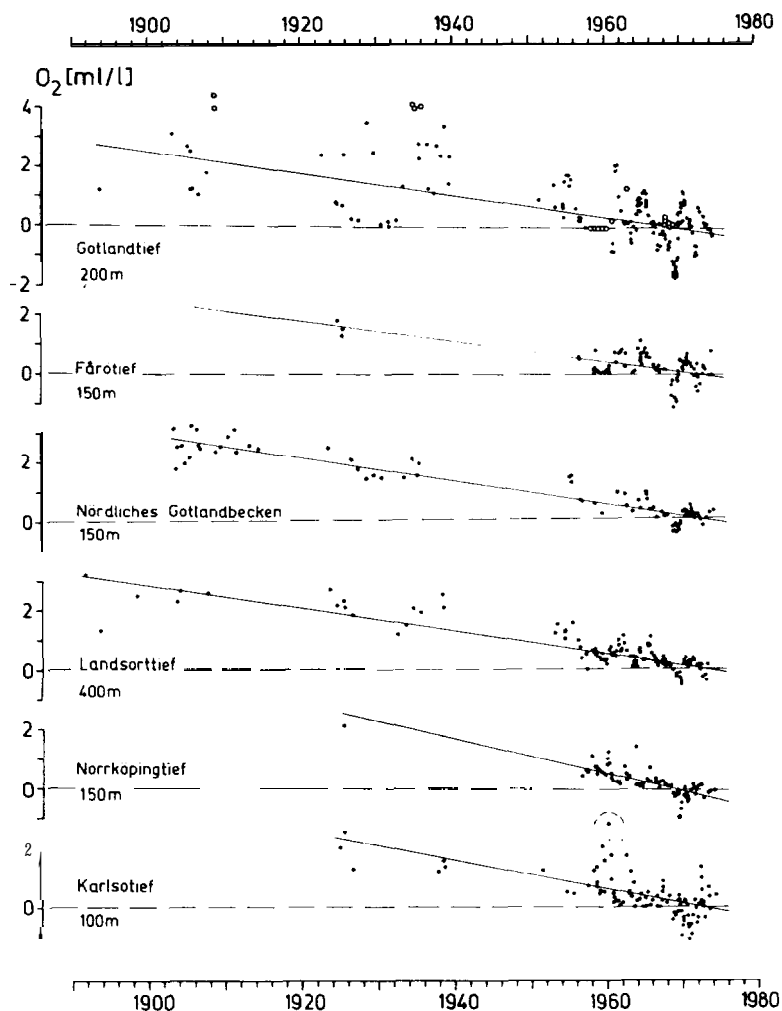 1900 1920 1940 1960 1980
O2 [ml/l]
4
2
0
-2
Gotlandtief
200m
2
0
Fårotief
150m
2
0
Nördliches Gotlandbecken
150m
2
0
Landsorttief
400m
2
0
Norrkopingtief
150m
2
0
Karlsotief
100m
1900 1920 1940 1960 1980